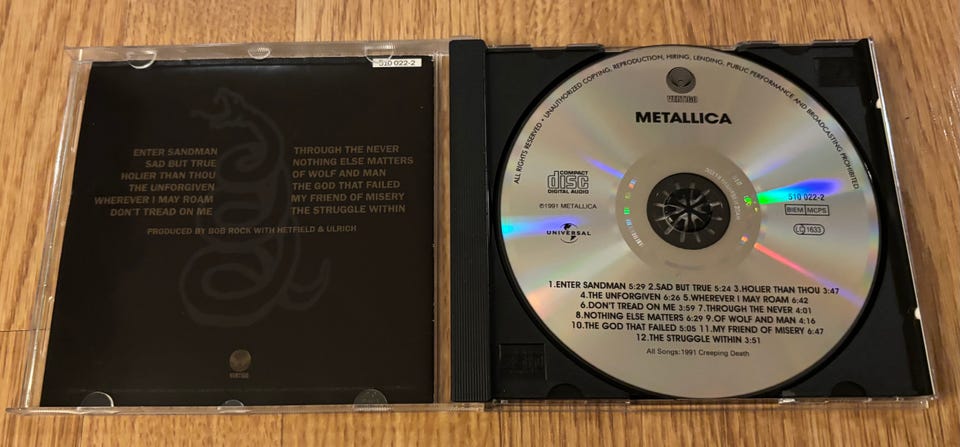 510 022-2
ENTER SANDMAN
SAD BUT TRUE
HOLIER THAN THOU
THE UNFORGIVEN
WHEREVER I MAY ROAM
DON'T TREAD ON ME
THROUGH THE NEVER
NOTHING ELSE MATTERS
OF WOLF AND MAN
THE GOD THAT FAILED
MY FRIEND OF MISERY
THE STRUGGLE WITHIN
PRODUCED BY BOB ROCK WITH HETFIELD & ULRICH
VERTIGO
ALL RIGHTS RESERVED • UNAUTHORIZED COPYING, REPRODUCTION, HIRING, LENDING, PUBLIC PERFORMANCE AND BROADCASTING PROHIBITED.
VERTIGO
METALLICA
COMPACT
disc
DIGITAL AUDIO
℗1991 METALLICA
UNIVERSAL
510 022-2
BIEM MCPS
LC 1633
1.ENTER SANDMAN 5:29 2.SAD BUT TRUE 5:24 3.HOLIER THAN THOU 3:47
4.THE UNFORGIVEN 6:26 5.WHEREVER I MAY ROAM 6:42
6.DON'T TREAD ON ME 3:59 7.THROUGH THE NEVER 4:01
8.NOTHING ELSE MATTERS 6:29 9.OF WOLF AND MAN 4:16
10.THE GOD THAT FAILED 5:05 11.MY FRIEND OF MISERY 6:47
12.THE STRUGGLE WITHIN 3:51
All Songs:1991 Creeping Death